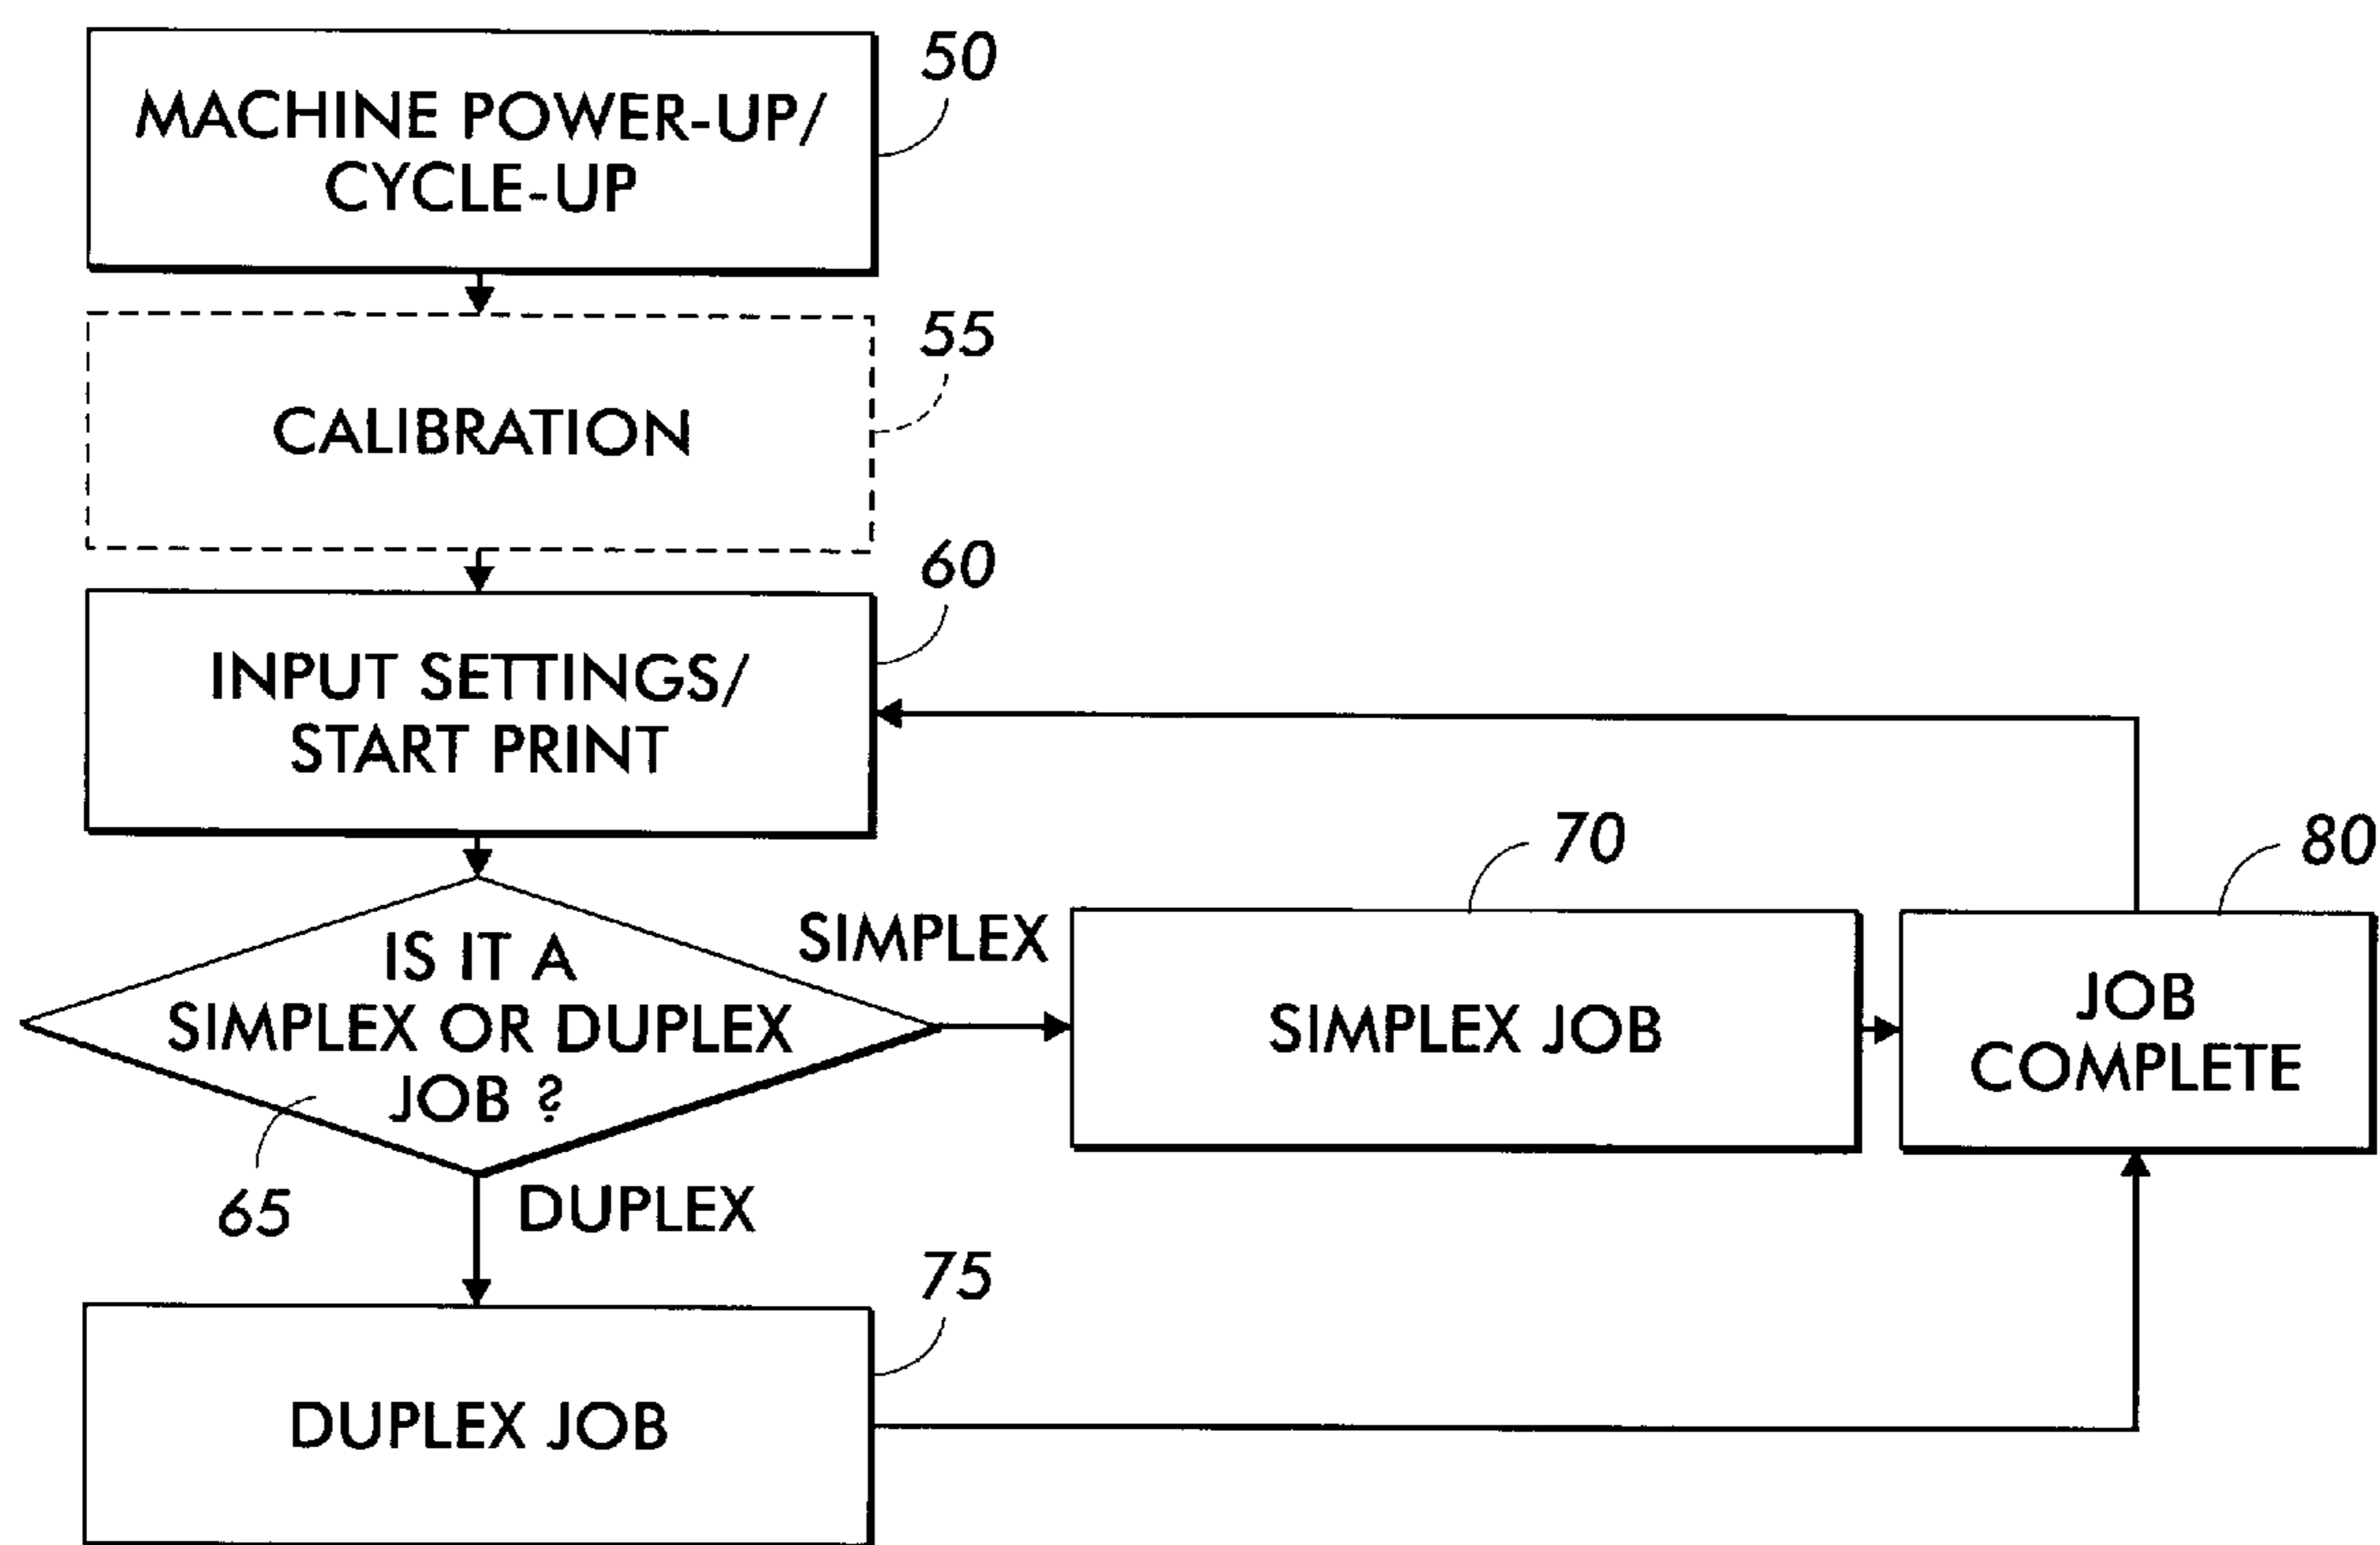 50
MACHINE POWER-UP/
CYCLE-UP
55
CALIBRATION
60
INPUT SETTINGS/
START PRINT
70
80
SIMPLEX
IS IT A
SIMPLEX OR DUPLEX
JOB ?
SIMPLEX JOB
JOB
COMPLETE
65
DUPLEX
75
DUPLEX JOB